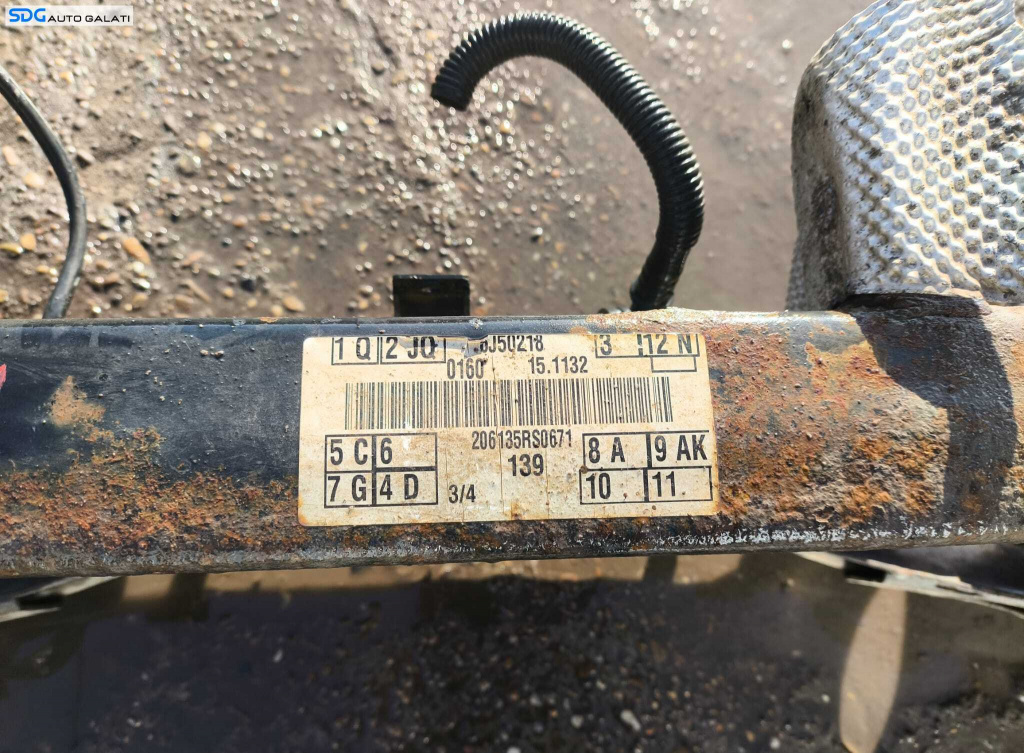 SDG AUTO GALATI
1 Q 2 JQ 6J50218 3 12 N
0160 15.1132
206135RS0671
5 C 6 139 8 A 9 AK
7 G 4 D 3/4 10 11